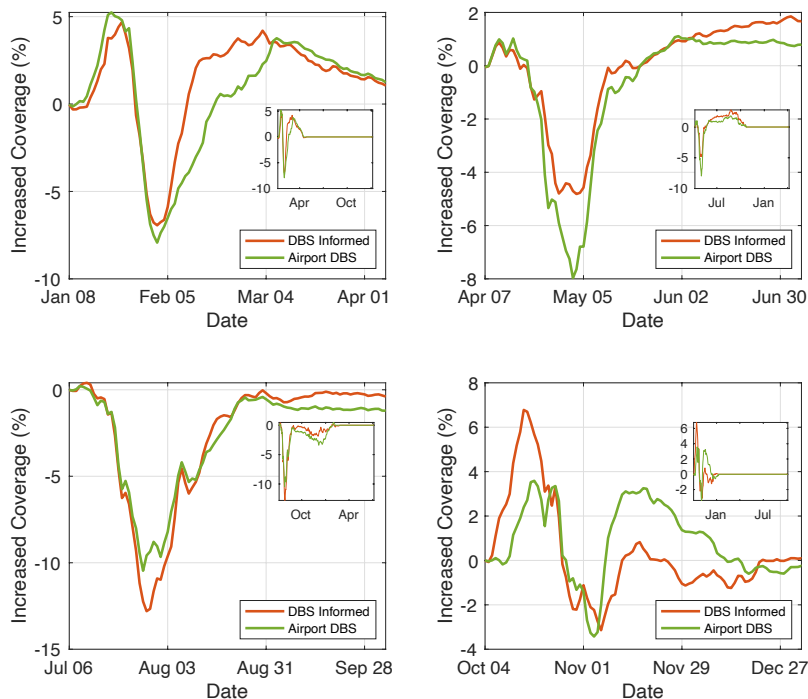 5
0
-5
-10
Increased Coverage (%)
5
0
-5
-10
Apr Oct
DBS Informed
Airport DBS
Jan 08 Feb 05 Mar 04 Apr 01
Date
2
0
-2
-4
-6
-8
Increased Coverage (%)
0
-5
-10
Jul Jan
DBS Informed
Airport DBS
Apr 07 May 05 Jun 02 Jun 30
Date
0
-5
-10
-15
Increased Coverage (%)
0
-5
-10
Oct Apr
DBS Informed
Airport DBS
Jul 06 Aug 03 Aug 31 Sep 28
Date
8
6
4
2
0
-2
-4
Increased Coverage (%)
6
4
2
0
-2
Jan Jul
DBS Informed
Airport DBS
Oct 04 Nov 01 Nov 29 Dec 27
Date